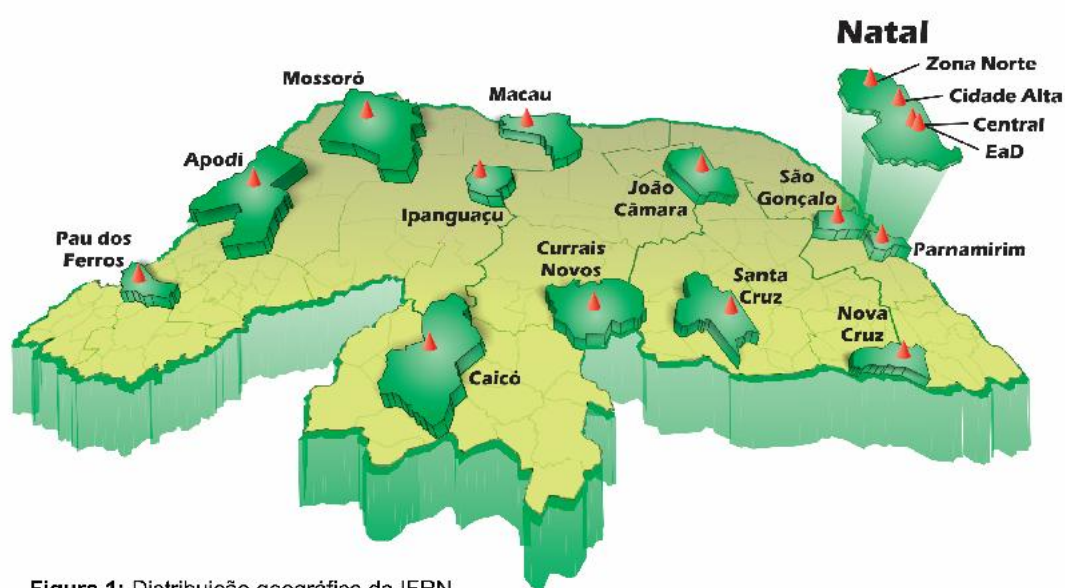 Natal
Zona Norte
Cidade Alta
Central
EaD
Mossoró
Macau
Apodi
Ipanguaçu
João
Câmara
São
Gonçalo
Parnamirim
Pau dos
Ferros
Currais
Novos
Santa
Cruz
Nova
Cruz
Caicó
Figura 1: Distribuição geográfica do IFRN